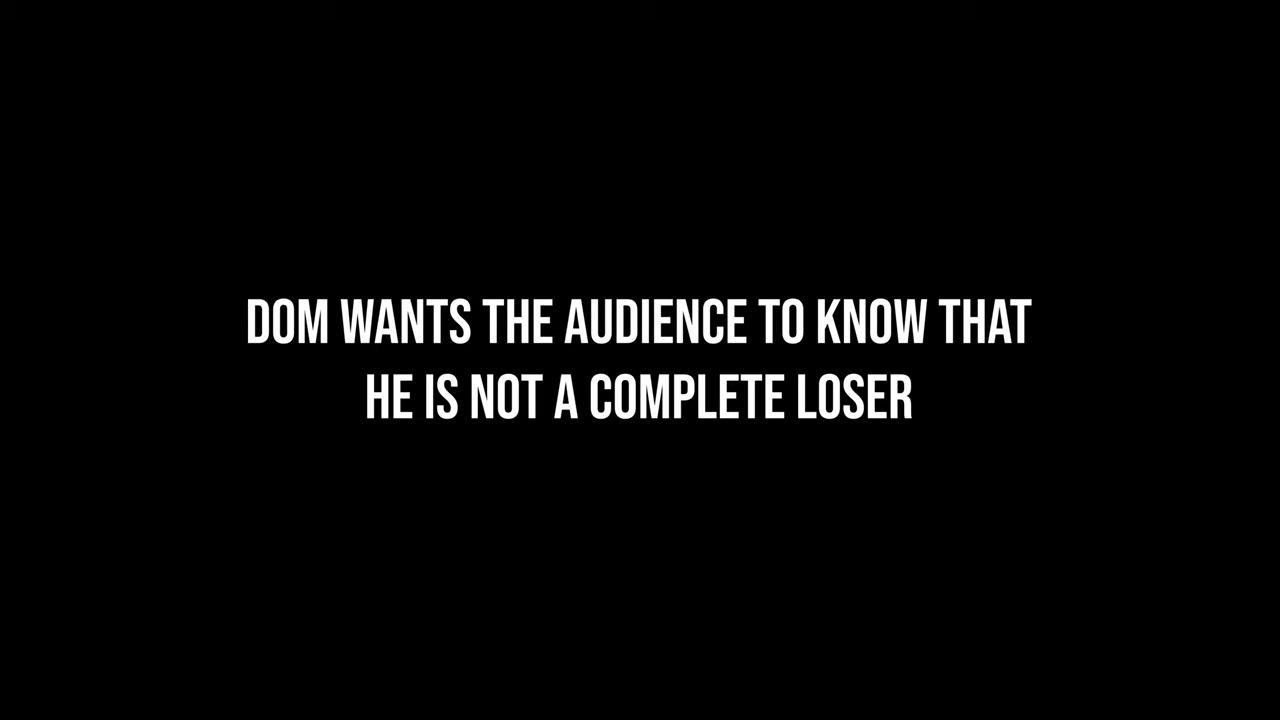 DOM WANTS THE AUDIENCE TO KNOW THAT
HE IS NOT A COMPLETE LOSER